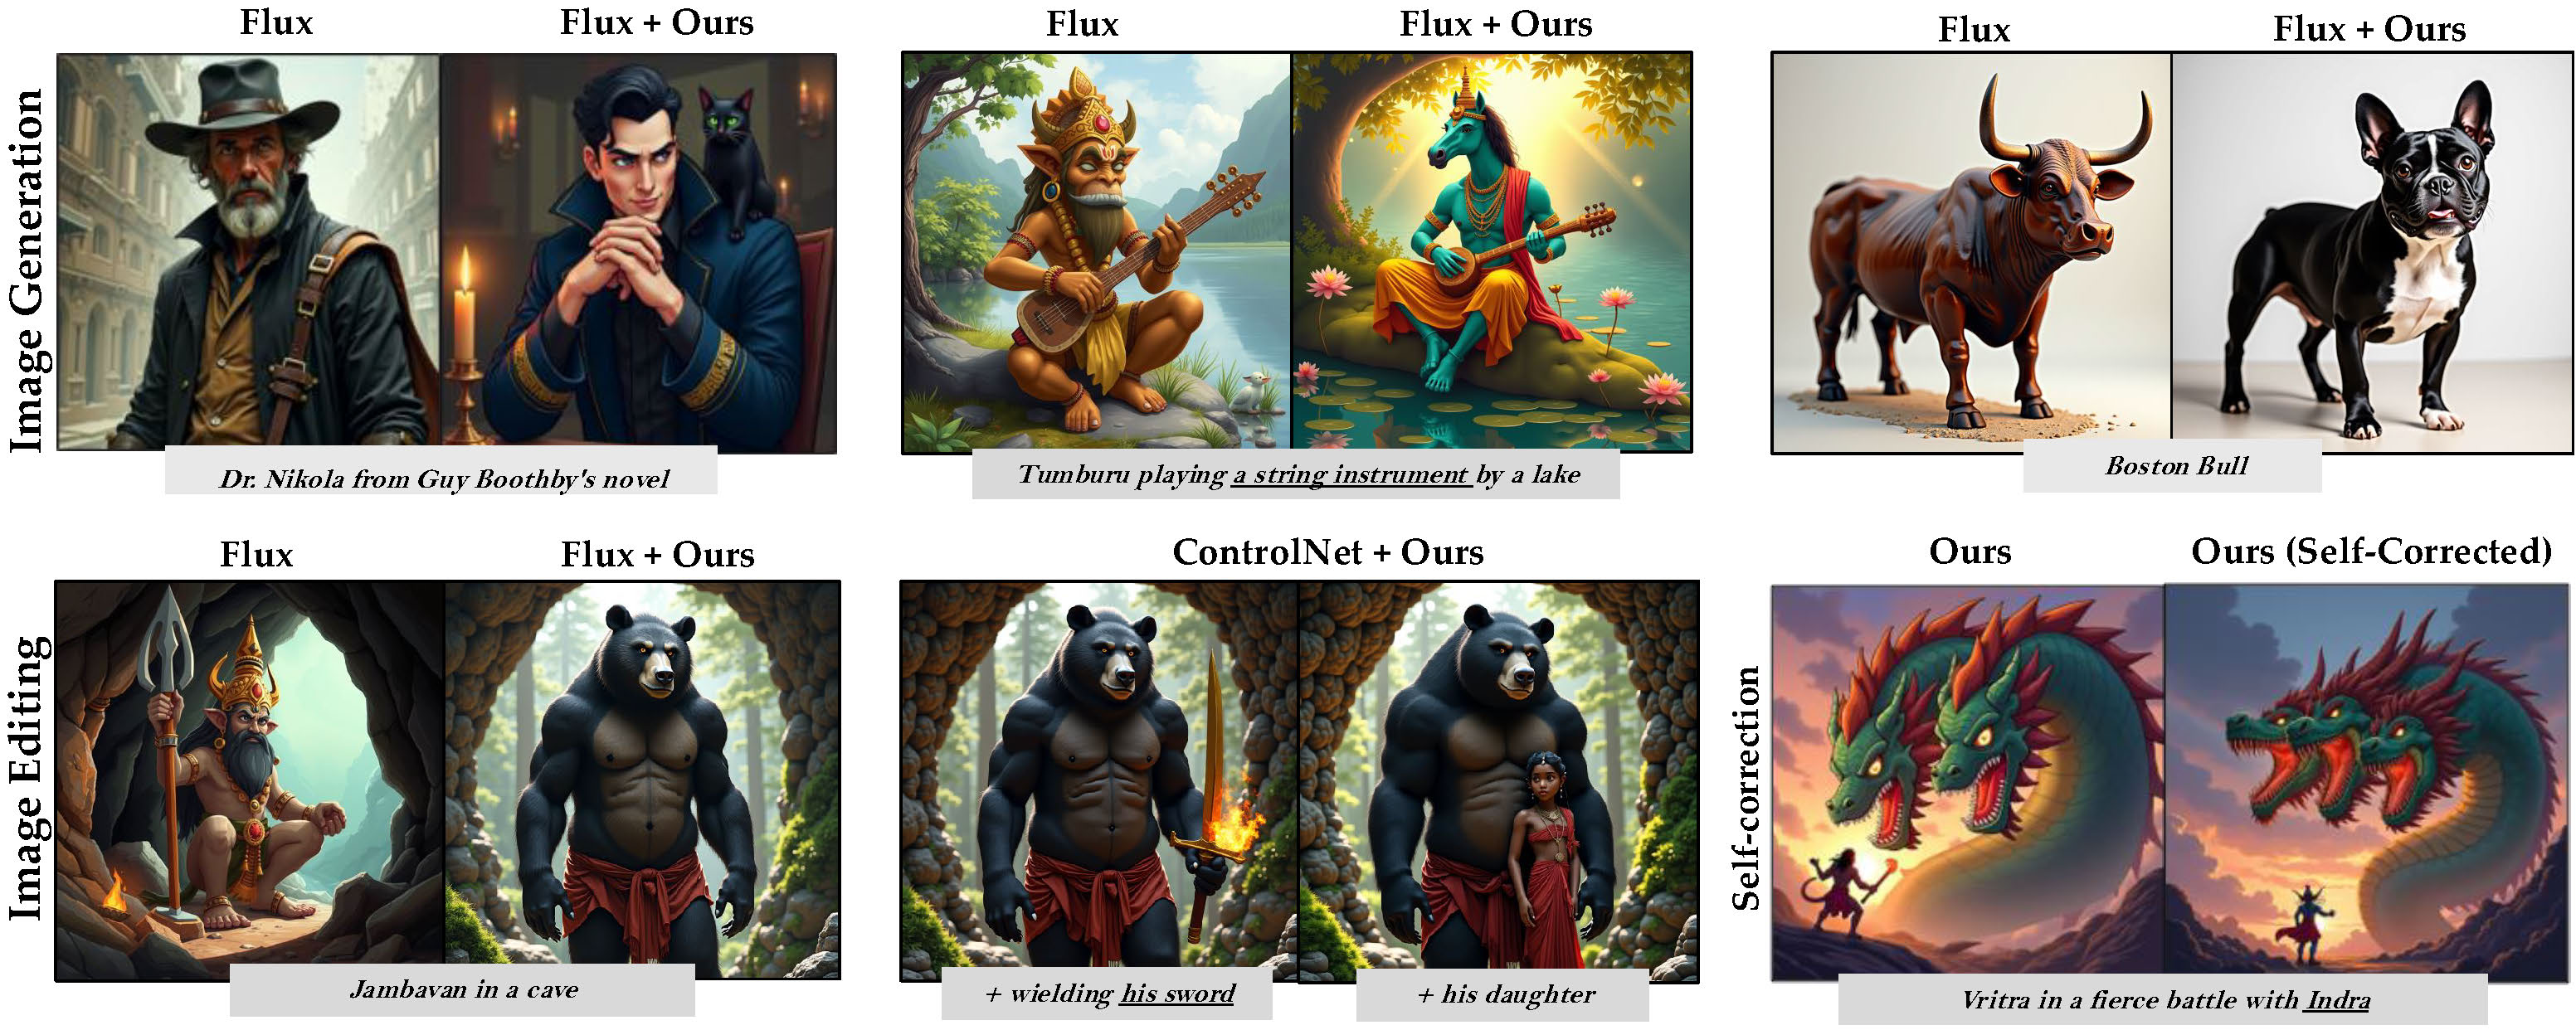 Flux
Flux + Ours
Flux
Flux + Ours
Flux
Flux + Ours
Image Generation
Dr. Nikola from Guy Boothby's novel
Tumburu playing a string instrument by a lake
Boston Bull
Flux
Flux + Ours
ControlNet + Ours
Ours
Ours (Self-Corrected)
Image Editing
Self-correction
Jambavan in a cave
+ wielding his sword
+ his daughter
Vritra in a fierce battle with Indra